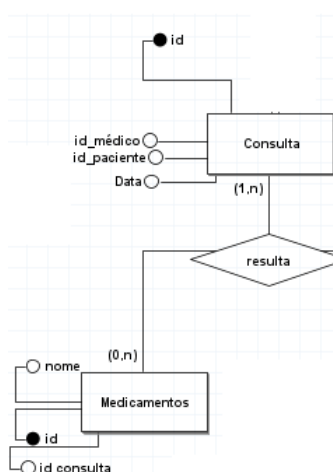 id
id_médico
Consulta
id_paciente
Data
(1,n)
resulta
(0,n)
nome
Medicamentos
id
id consulta